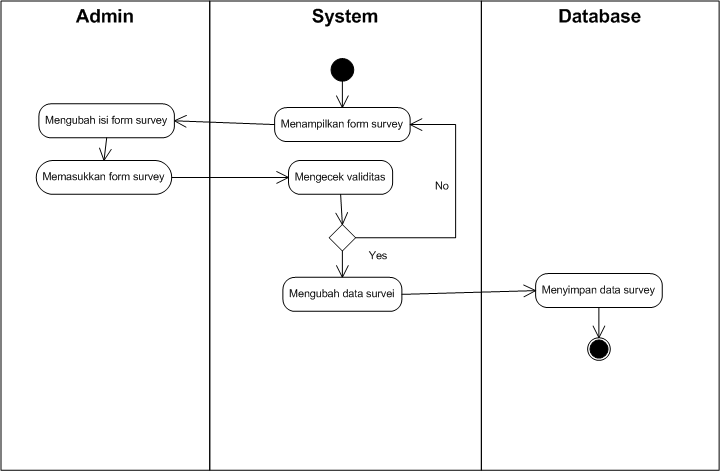 Admin
System
Database
Menampilkan form survey
Mengubah isi form survey
Memasukkan form survey
Mengecek validitas
No
Yes
Mengubah data survei
Menyimpan data survey